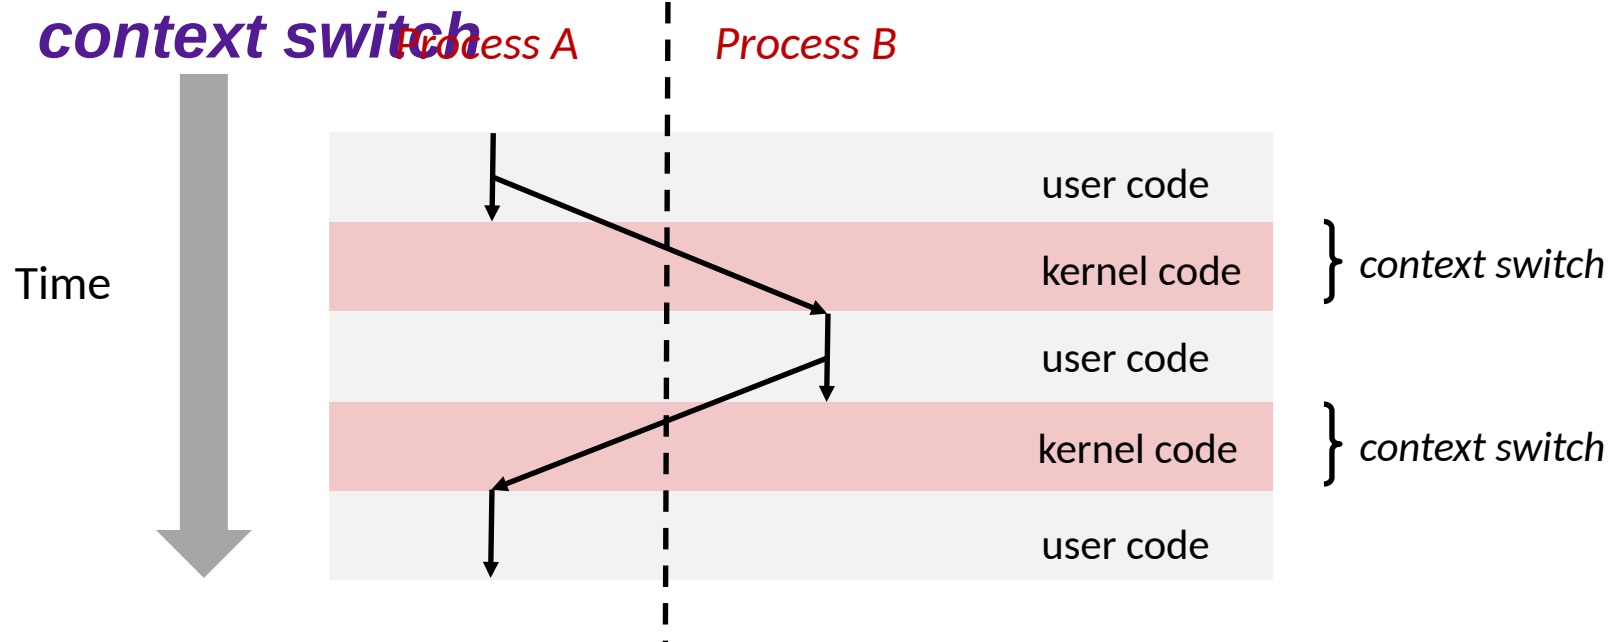 context switch
Process A
Process B
user code
kernel code
context switch
Time
user code
kernel code
context switch
user code